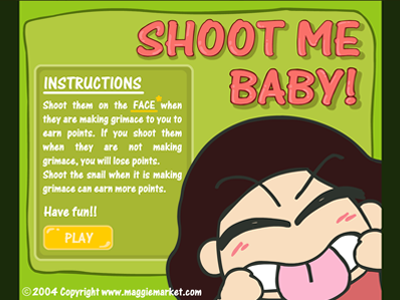 SHOOT ME
BABY!
INSTRUCTIONS
Shoot them on the FACE when
they are making grimace to you to
earn points. If you shoot them
when they are not making
grimace, you will lose points.
Shoot the snail when it is making
grimace can earn more points.
Have fun!!
PLAY
© 2004 Copyright www.maggiemarket.com